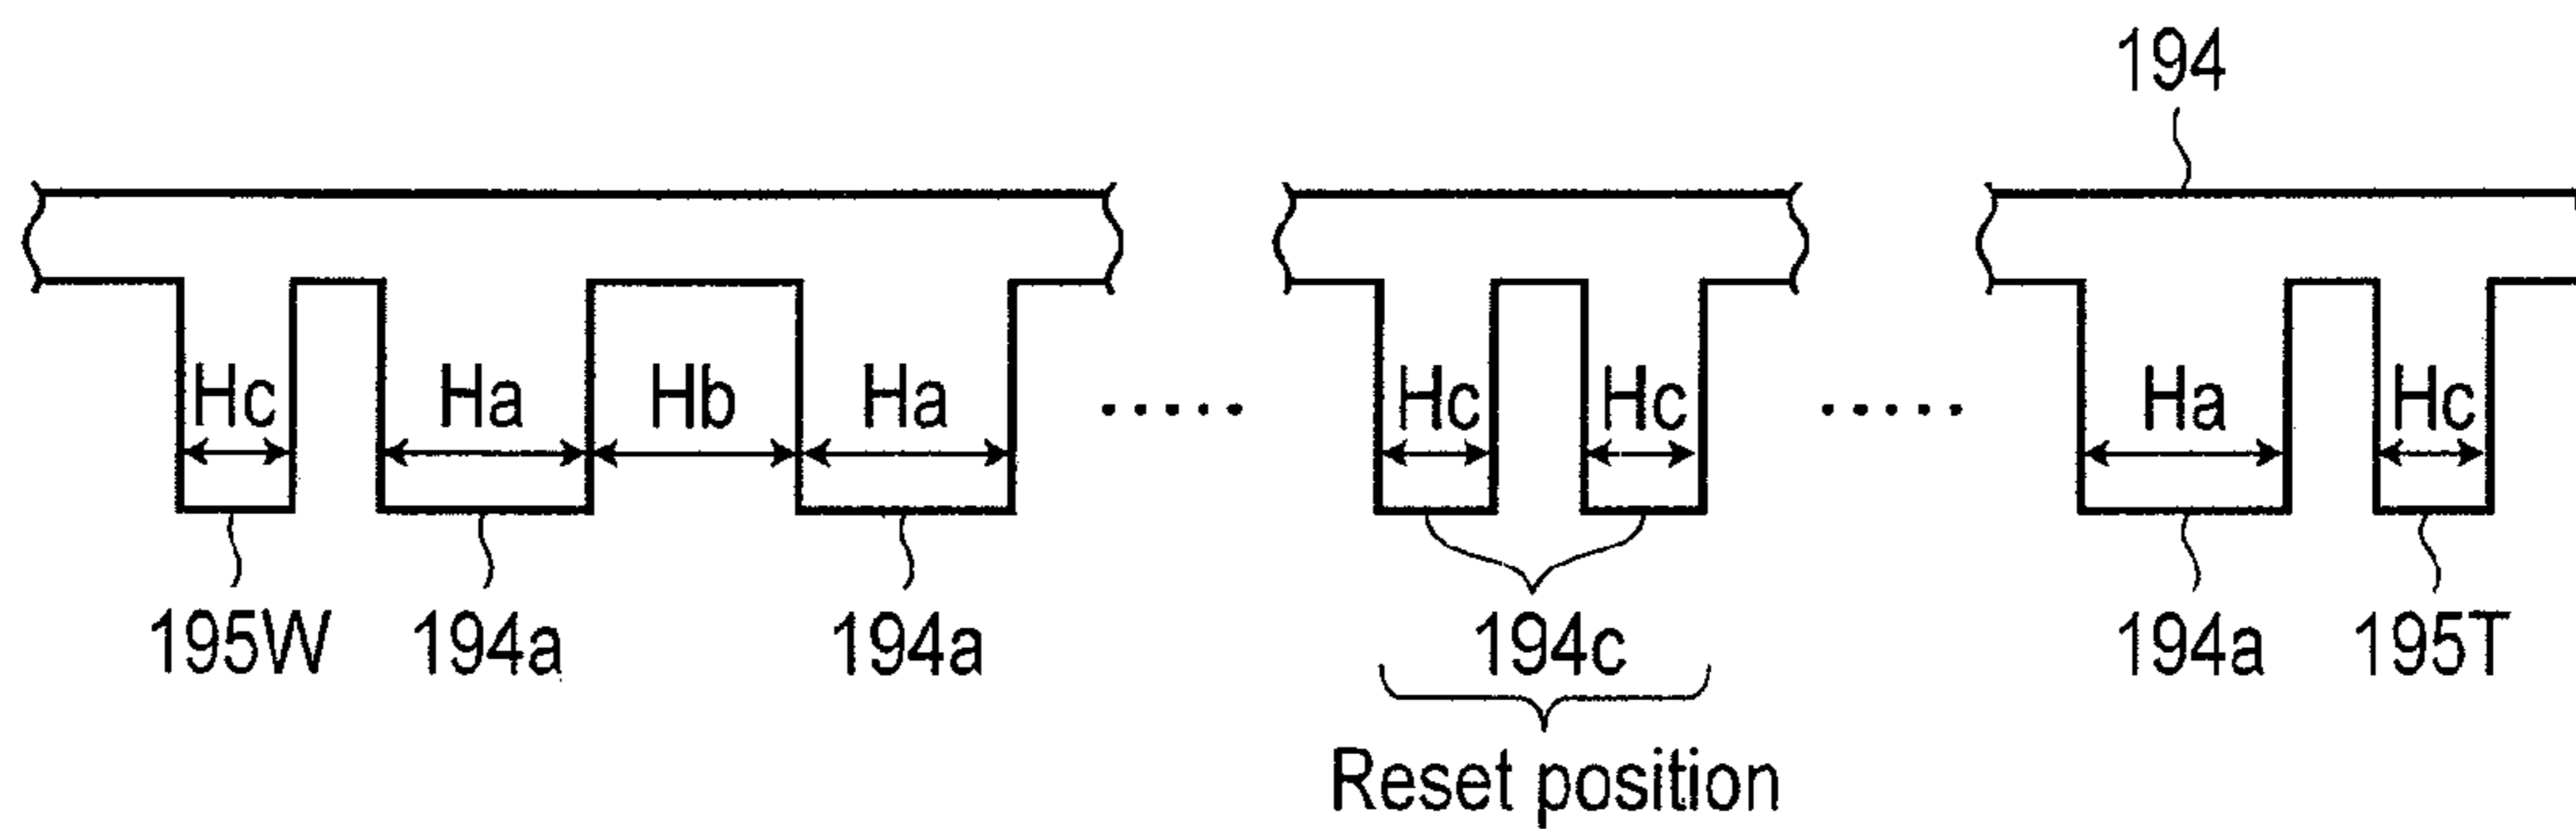 194
Hc Ha Hb Ha ..... Hc Hc ..... Ha Hc
195W 194a 194a 194c 194a 195T
Reset position